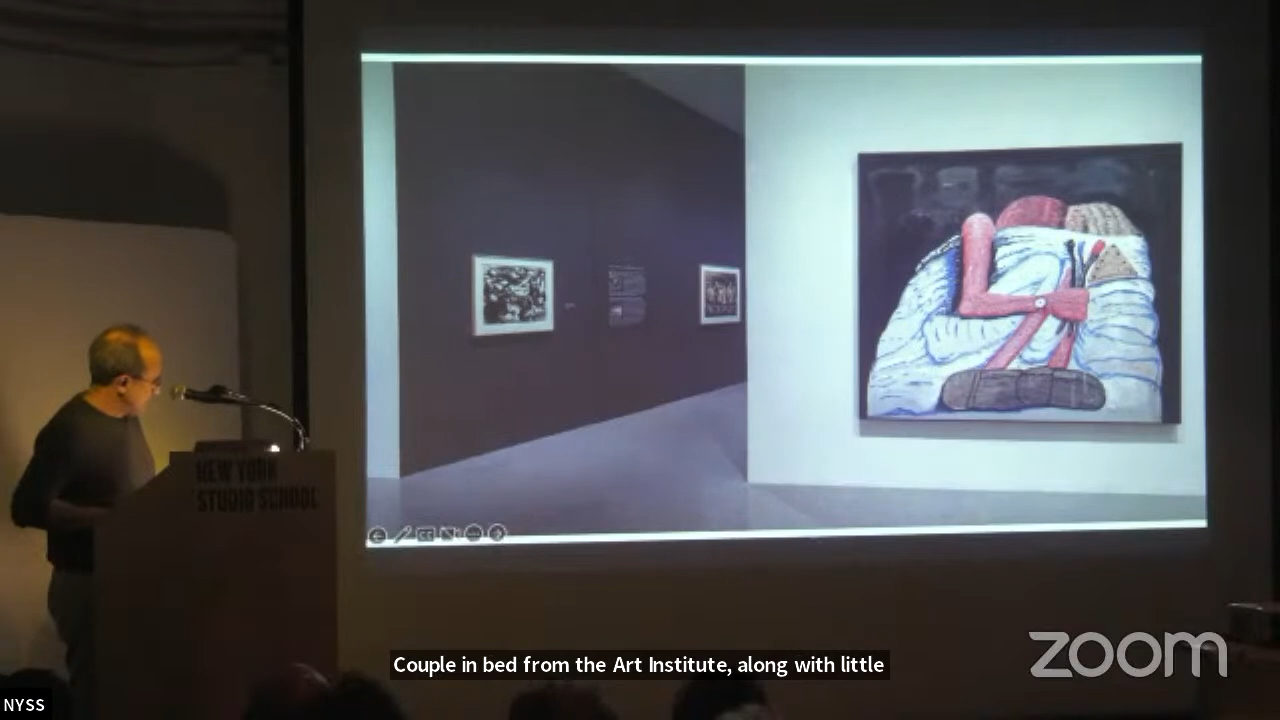 NEW YORK
STUDIO SCHOOL
Couple in bed from the Art Institute, along with little
zoom
NYSS